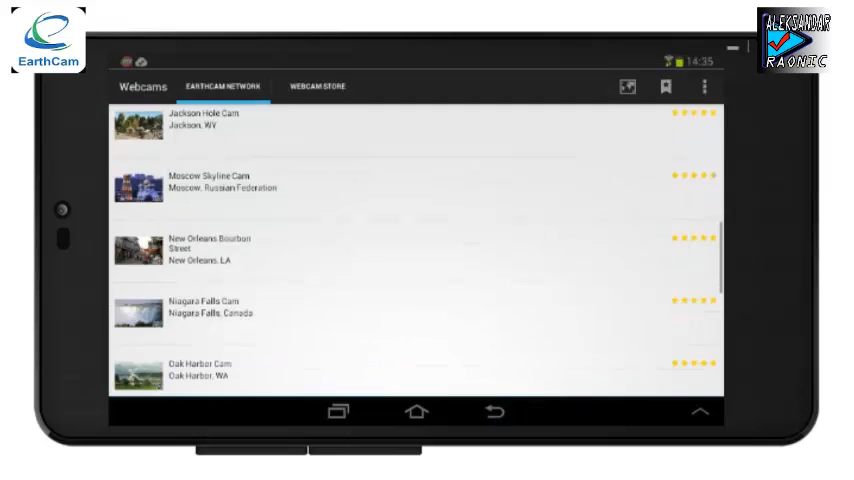 EarthCam
ALEKSANDAR
RAONIC
14:35
Webcams
EARTHCAM NETWORK
WEBCAM STORE
Jackson Hole Cam
Jackson, WY
Moscow Skyline Cam
Moscow, Russian Federation
New Orleans Bourbon
Street
New Orleans, LA
Niagara Falls Cam
Niagara Falls, Canada
Oak Harbor Cam
Oak Harbor, WA